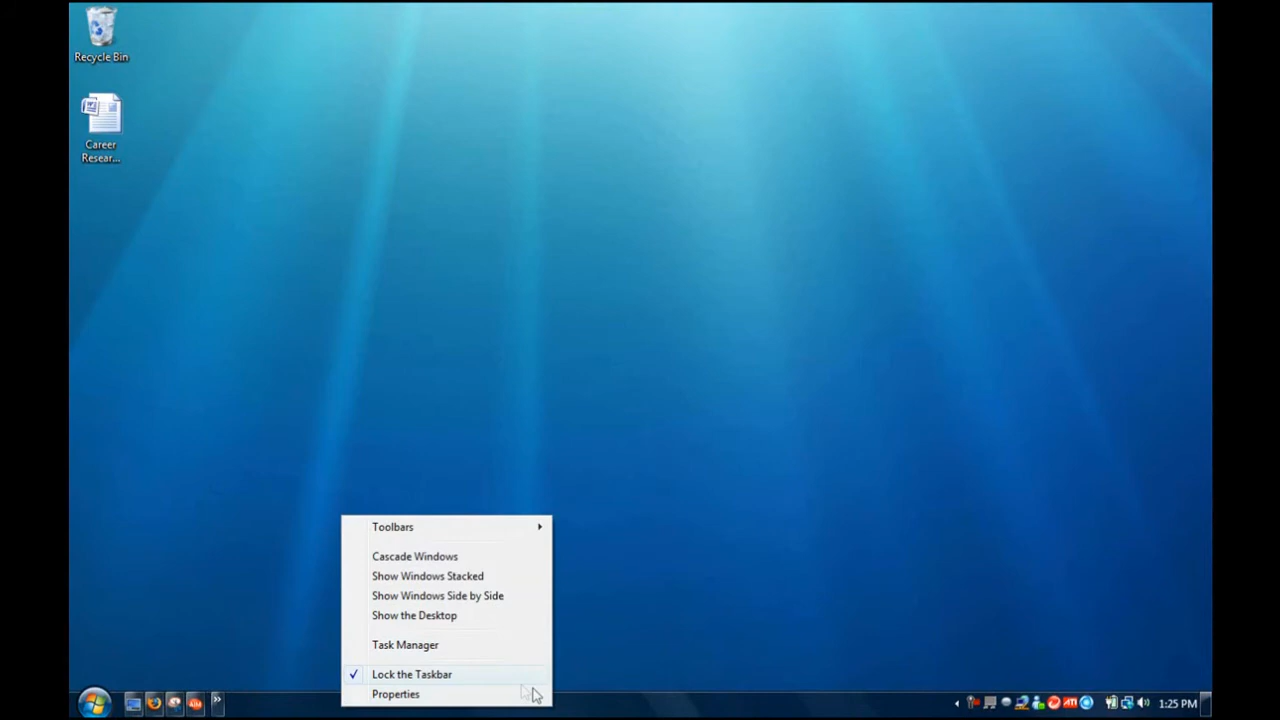 Recycle Bin
Career
Resear...
Toolbars
Cascade Windows
Show Windows Stacked
Show Windows Side by Side
Show the Desktop
Task Manager
Lock the Taskbar
Properties
ATI
1:25 PM